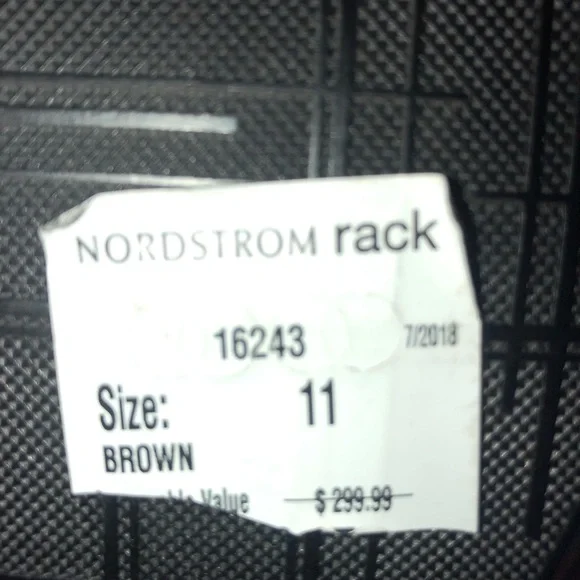 NORDSTROM rack
16243 7/2018
Size: 11
BROWN
Value $299.99